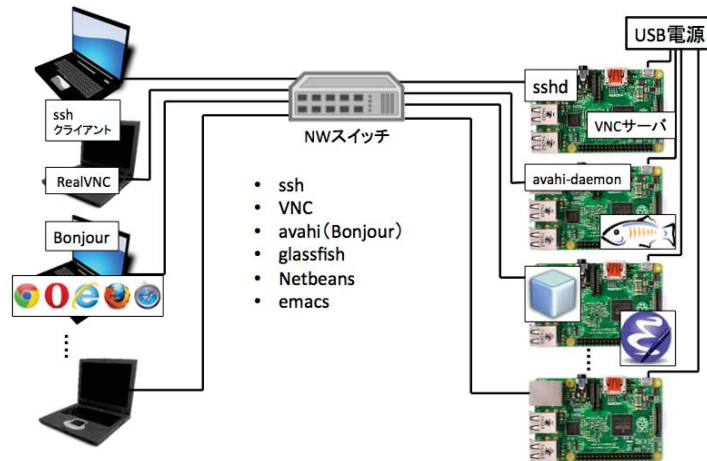 USB電源
sshd
VNCサーバ
ssh
クライアント
NWスイッチ
RealVNC
avahi-daemon
Bonjour
• ssh
• VNC
• avahi(Bonjour)
• glassfish
• Netbeans
• emacs